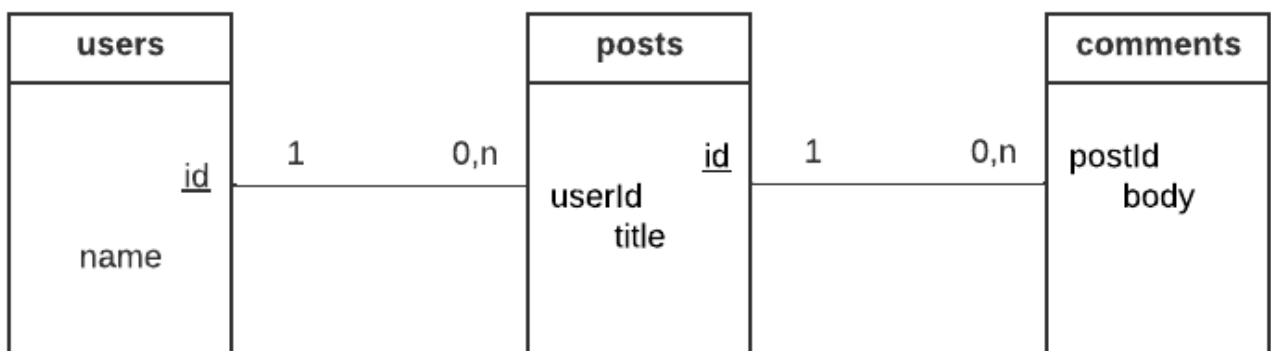 users
id
name
1
0,n
posts
id
userId
title
1
0,n
comments
postId
body